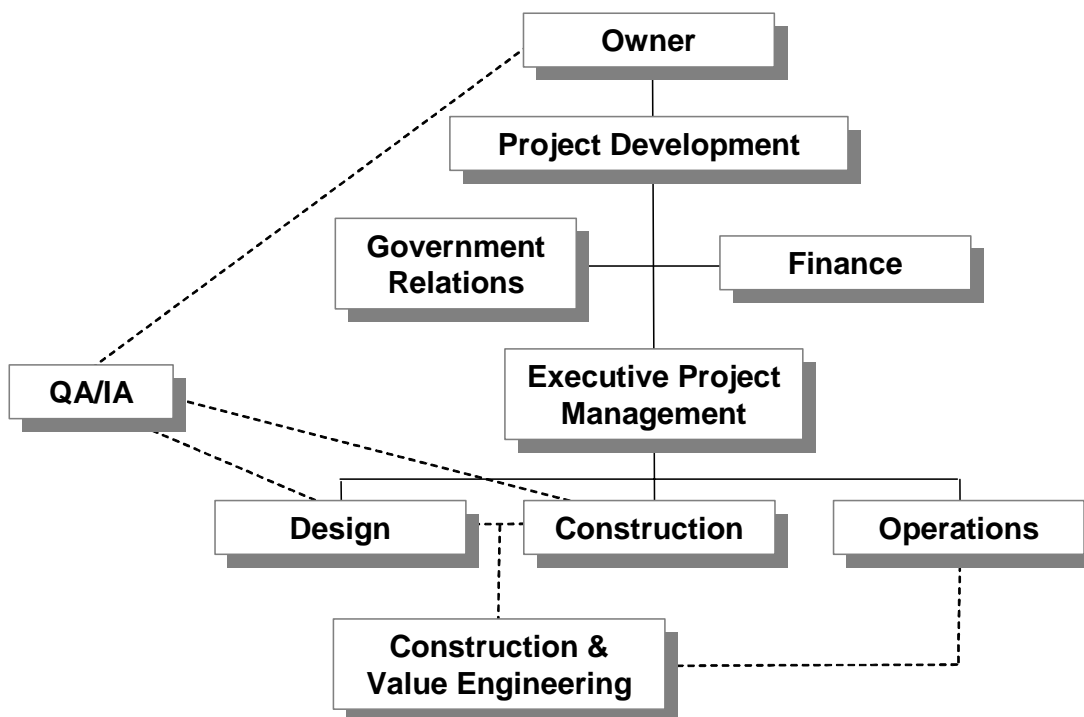 Owner
Project Development
Government
Relations
Finance
QA/IA
Executive Project
Management
Design
Construction
Operations
Construction &
Value Engineering